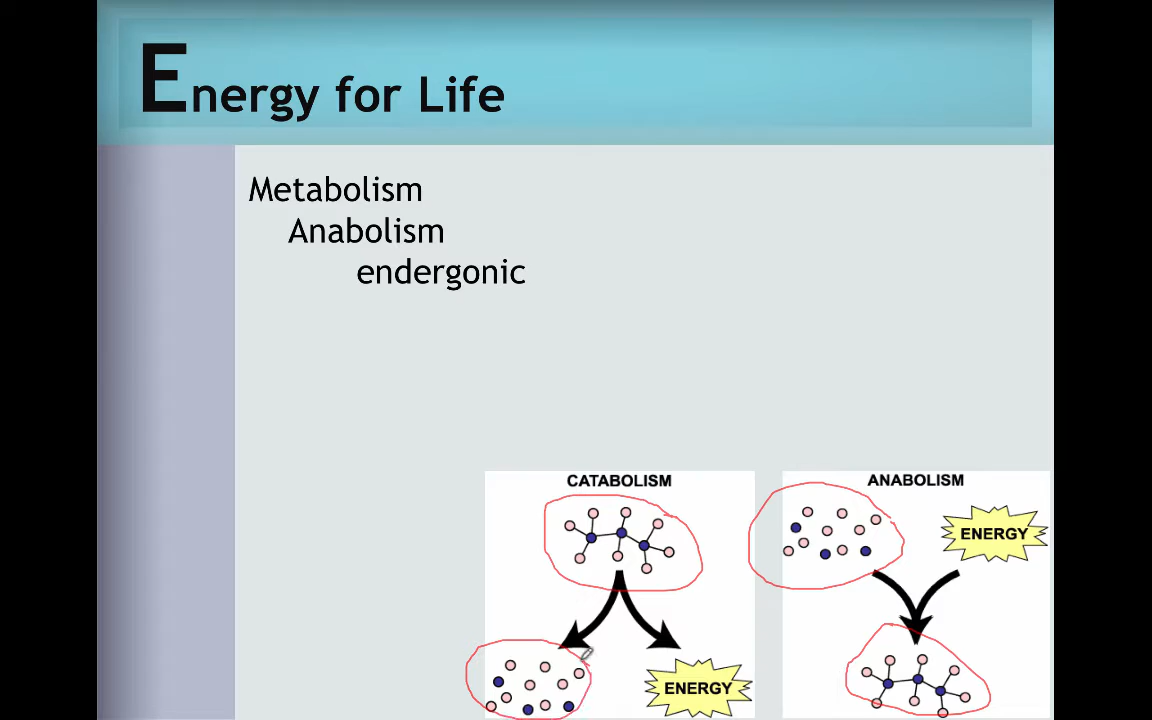 Energy for Life
Metabolism
Anabolism
endergonic
CATABOLISM
ENERGY
ANABOLISM
ENERGY